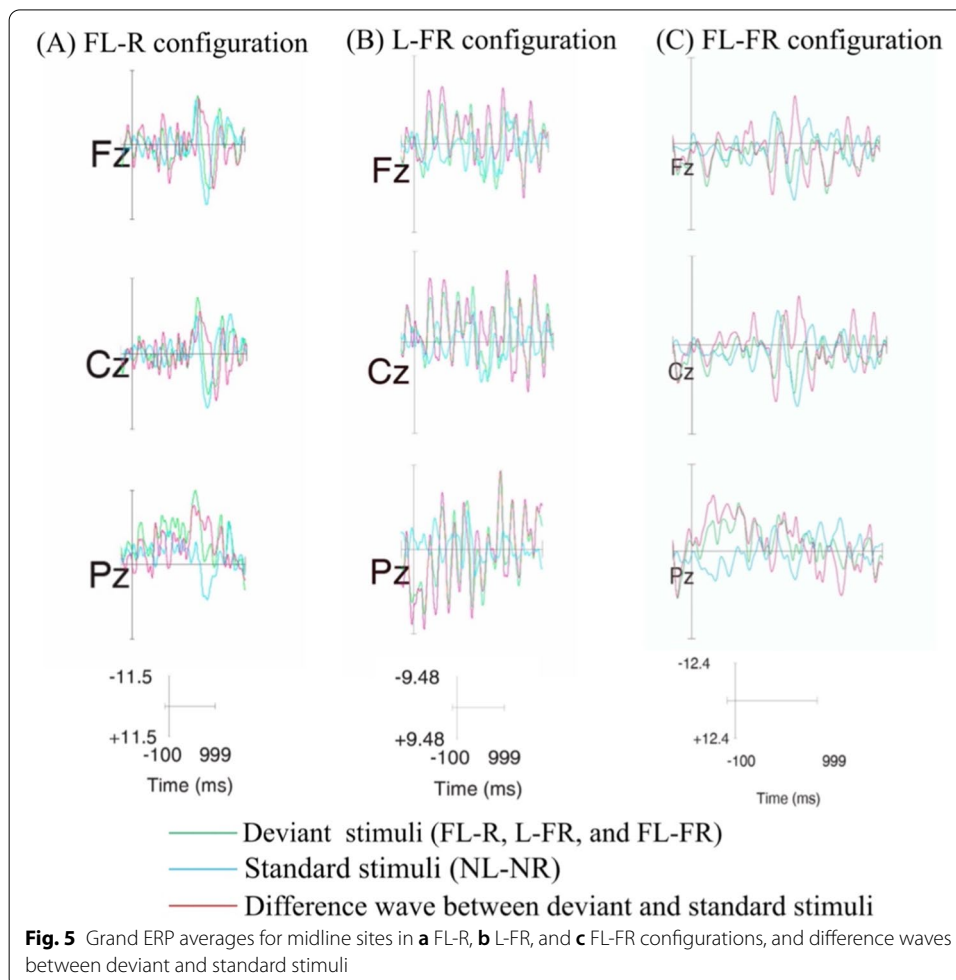 (A) FL-R configuration
(B) L-FR configuration
(C) FL-FR configuration
Fz
Fz
Fz
Cz
Cz
Cz
Pz
Pz
Pz
-11.5
+11.5
-100 999
Time (ms)
-9.48
+9.48
-100 999
Time (ms)
-12.4
+12.4
-100 999
Time (ms)
Deviant stimuli (FL-R, L-FR, and FL-FR)
Standard stimuli (NL-NR)
Difference wave between deviant and standard stimuli
Fig. 5 Grand ERP averages for midline sites in a FL-R, b L-FR, and c FL-FR configurations, and difference waves
between deviant and standard stimuli